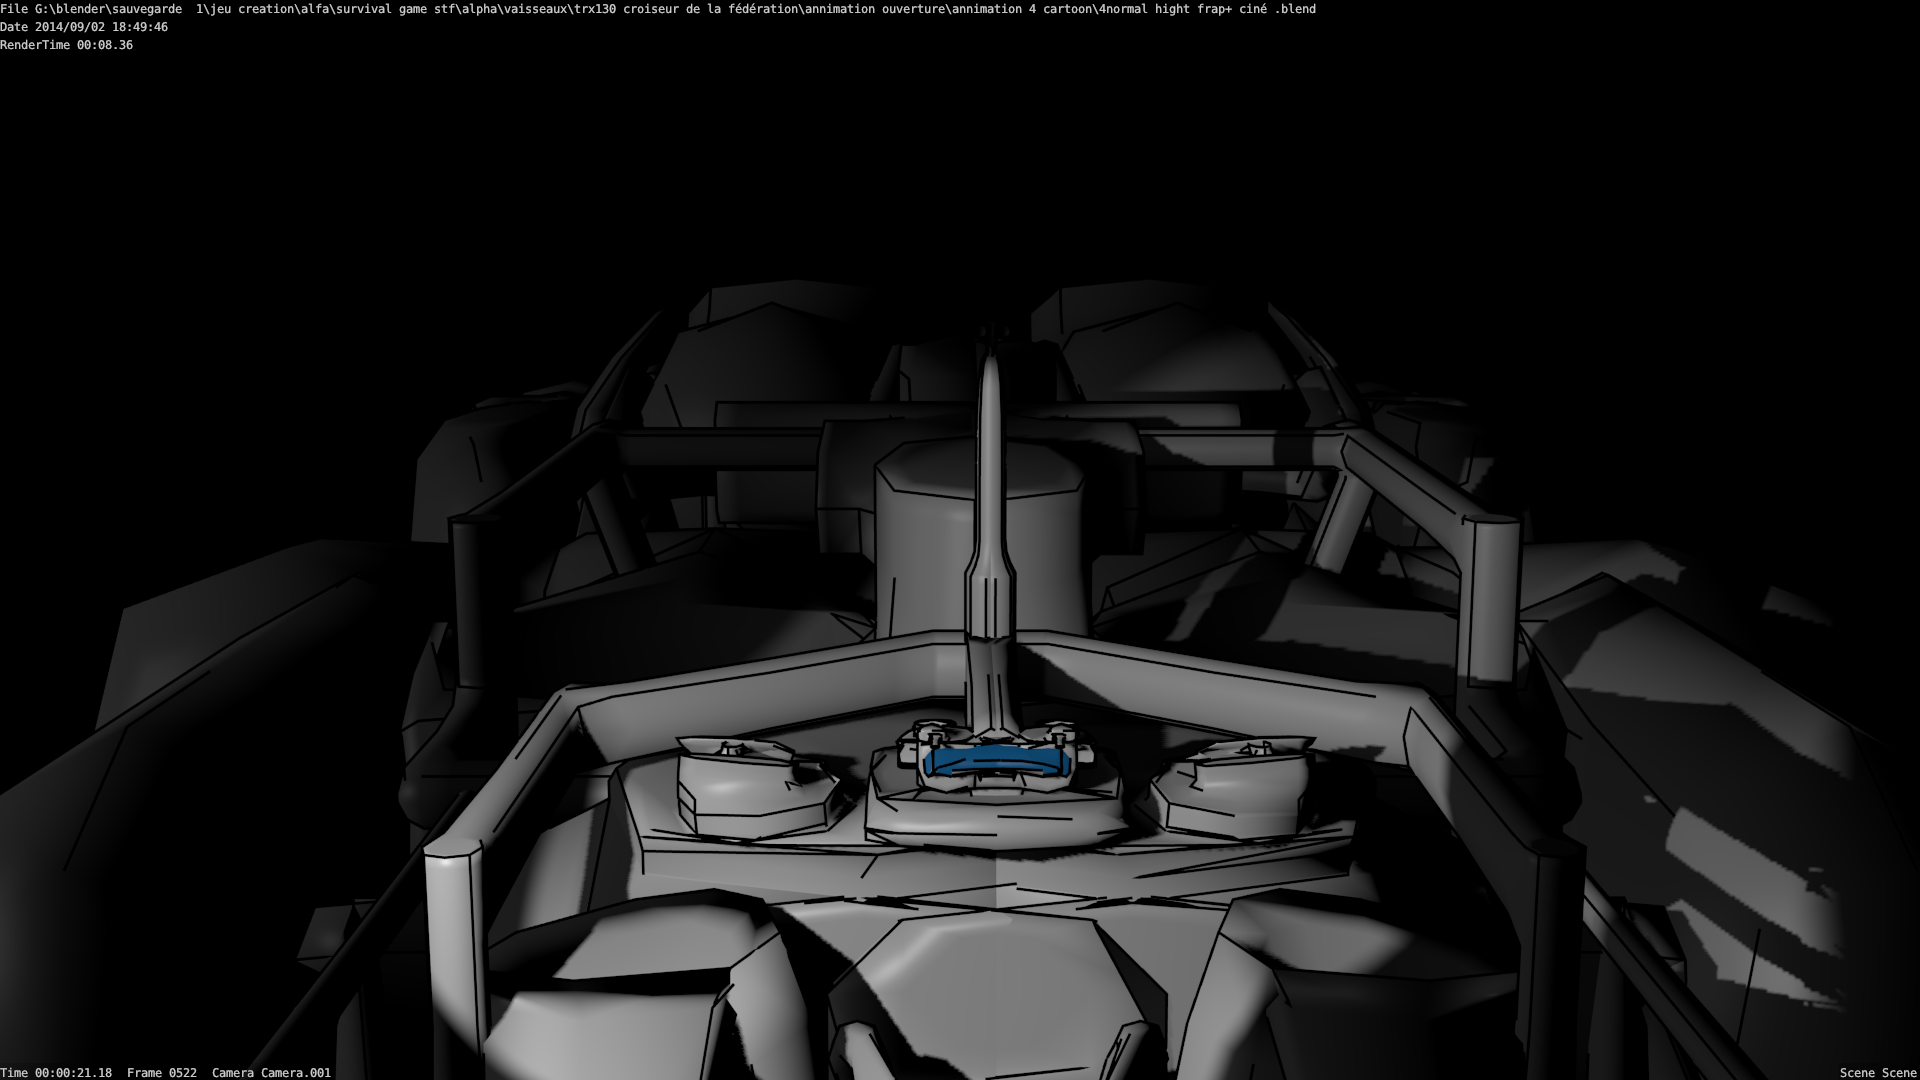 File G:\blender\sauvegarde  1\jeu creation\alfa\survival game stf\alpha\vaisseaux\trx130 croiseur de la fédération\annimation ouverture\annimation 4 cartoon\4normal hight frap+ ciné .blend
Date 2014/09/02 18:49:46
RenderTime 00:08.36
Time 00:00:21.18  Frame 0522  Camera Camera.001
Scene Scene